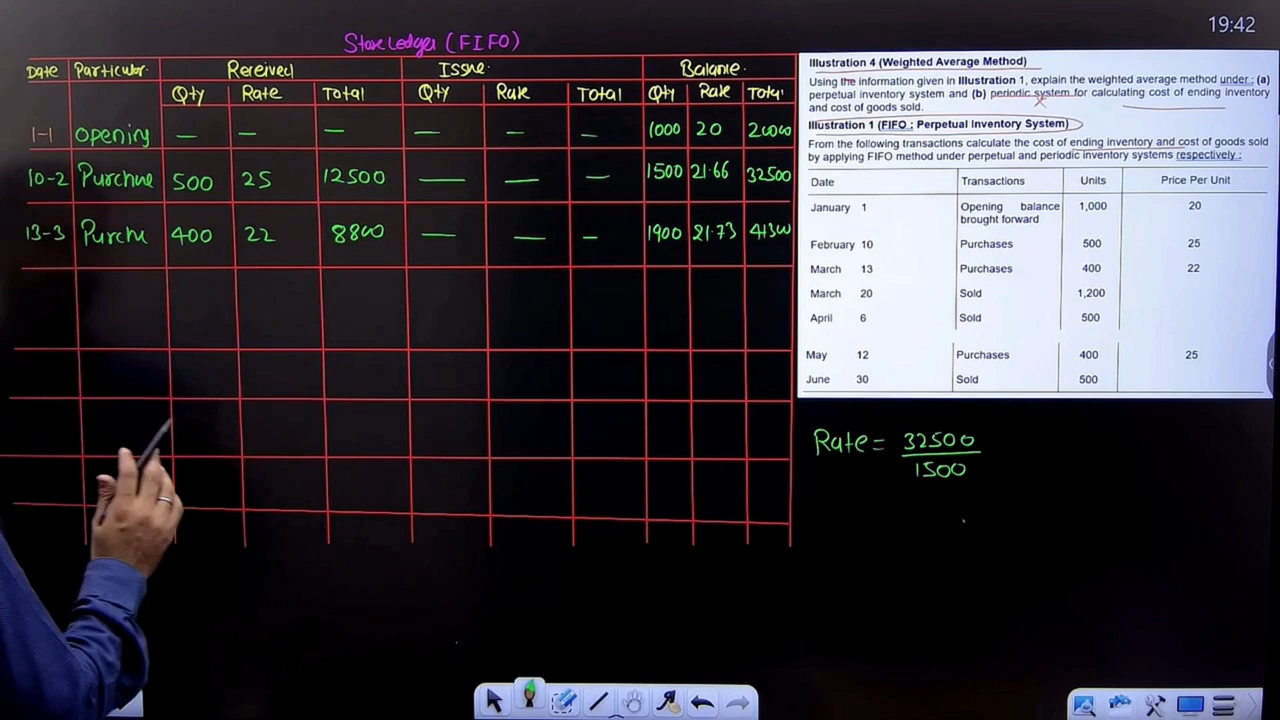 19:42
Store Ledger (FIFO)
Date Particular. Received Issue. Balance.
Qty Rate Total Qty Rate Total Qty Rate Total
1-1 opening — — — — — — 1000 20 20000
10-2 Purchae 500 25 12500 — — — 1500 21.66 32500
13-3 Purche 400 22 8800 — — — 1900 21.73 41300
Illustration 4 (Weighted Average Method)
Using the information given in Illustration 1, explain the weighted average method under : (a)
perpetual inventory system and (b) periodic system for calculating cost of ending inventory
and cost of goods sold.
Illustration 1 (FIFO : Perpetual Inventory System)
From the following transactions calculate the cost of ending inventory and cost of goods sold
by applying FIFO method under perpetual and periodic inventory systems respectively :
Date Transactions Units Price Per Unit
January 1 Opening balance 1,000 20
brought forward
February 10 Purchases 500 25
March 13 Purchases 400 22
March 20 Sold 1,200
April 6 Sold 500
May 12 Purchases 400 25
June 30 Sold 500
Rate = 32500
1500